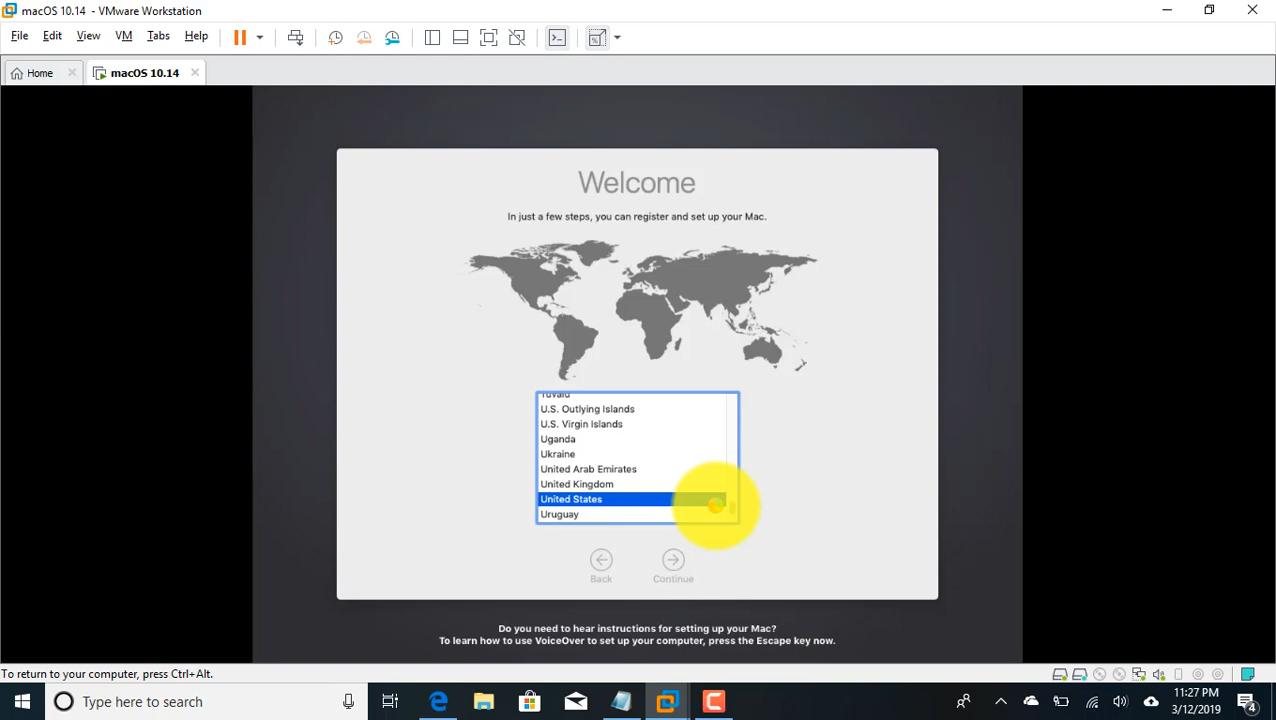 macOS 10.14 - VMware Workstation
File Edit View VM Tabs Help
Home macOS 10.14
Welcome
In just a few steps, you can register and set up your Mac.
Tuvalu
U.S. Outlying Islands
U.S. Virgin Islands
Uganda
Ukraine
United Arab Emirates
United Kingdom
United States
Uruguay
Back Continue
Do you need to hear instructions for setting up your Mac?
To learn how to use VoiceOver to set up your computer, press the Escape key now.
To return to your computer, press Ctrl+Alt.
Type here to search
11:27 PM
3/12/2019
4